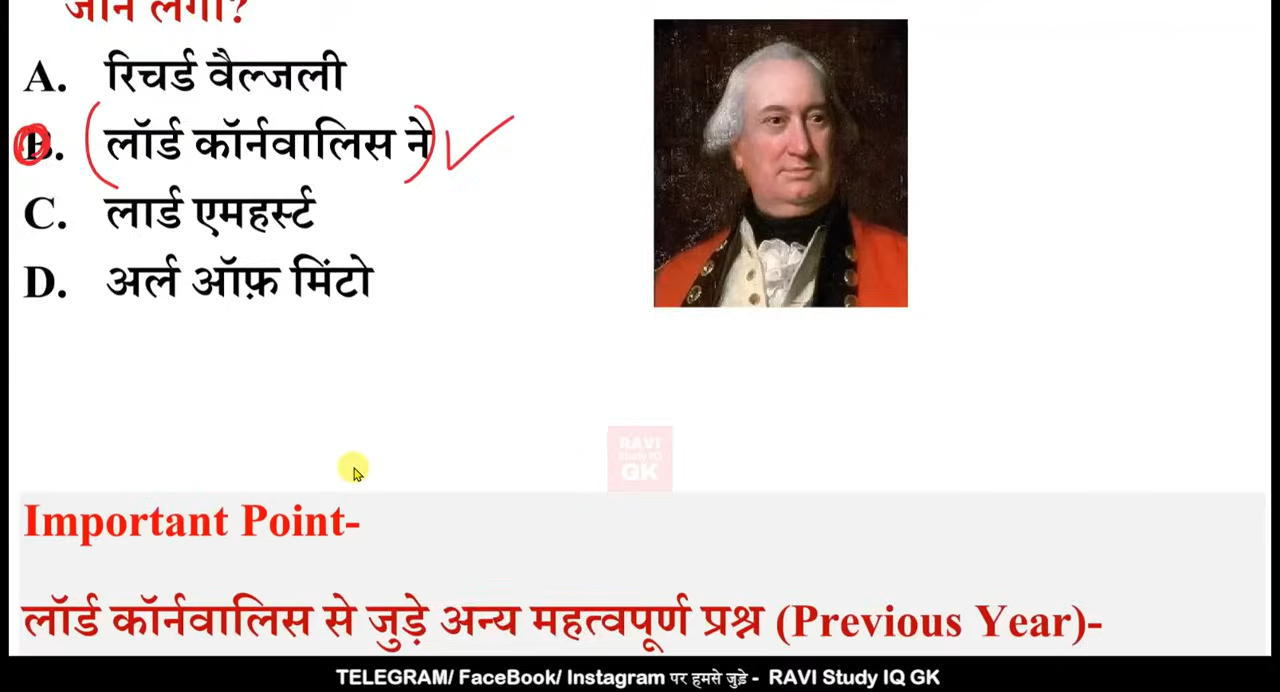 जाने लगा?
A. रिचर्ड वैल्जली
B. (लॉर्ड कॉर्नवालिस ने)
C. लार्ड एमहर्स्ट
D. अर्ल ऑफ़ मिंटो
RAVI
Study IQ
GK
Important Point-
लॉर्ड कॉर्नवालिस से जुड़े अन्य महत्वपूर्ण प्रश्न (Previous Year)-
TELEGRAM/ FaceBook/ Instagram पर हमसे जुड़े - RAVI Study IQ GK